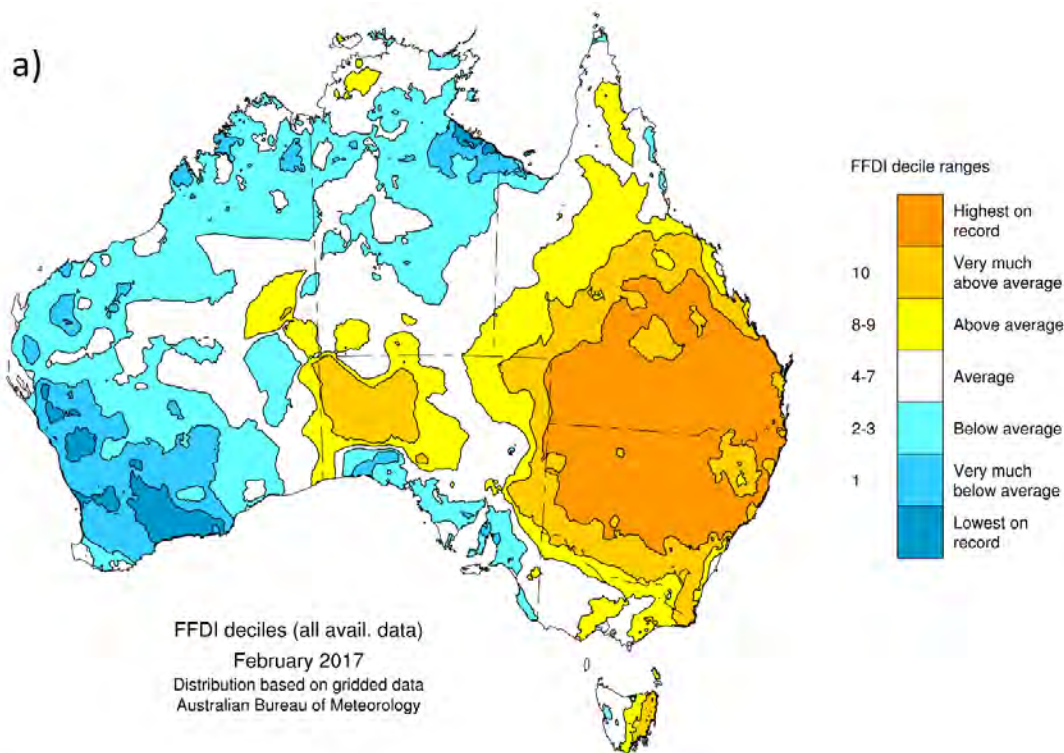 a)
FFDI decile ranges
Highest on
record
10
Very much
above average
8-9
Above average
4-7
Average
2-3
Below average
1
Very much
below average
Lowest on
record
FFDI deciles (all avail. data)
February 2017
Distribution based on gridded data
Australian Bureau of Meteorology